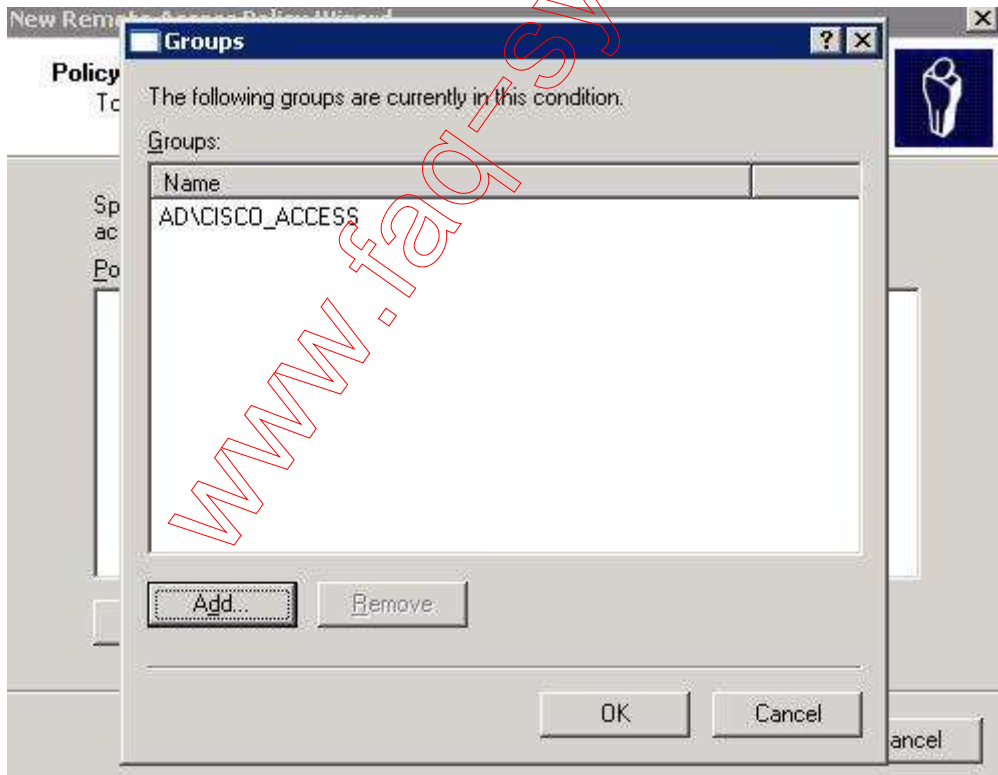 New Remote Access Policy Wizard
Groups
Policy
To
The following groups are currently in this condition.
Groups:
Name
Sp
ac
AD\CISCO_ACCESS
Po
Add...
Remove
OK
Cancel
ancel
www.faq-sy